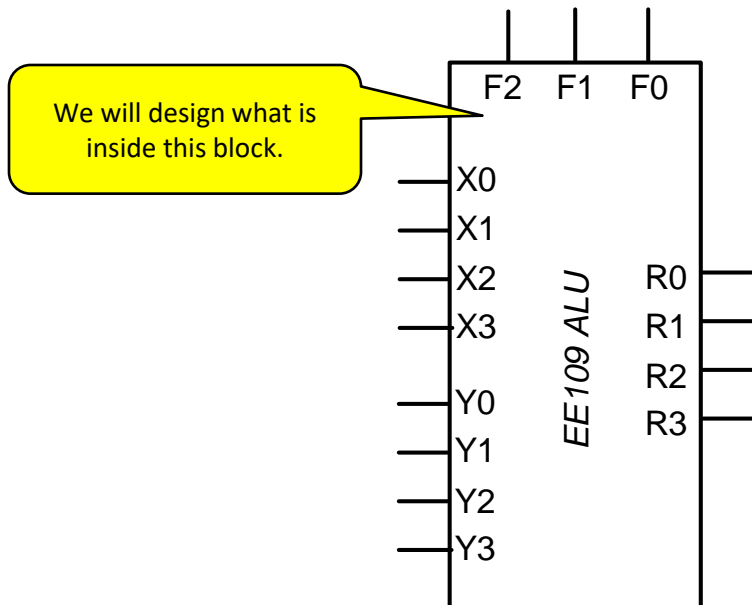 F2 F1 F0
We will design what is
inside this block.
X0
X1
X2
X3
Y0
Y1
Y2
Y3
EE109 ALU
R0
R1
R2
R3